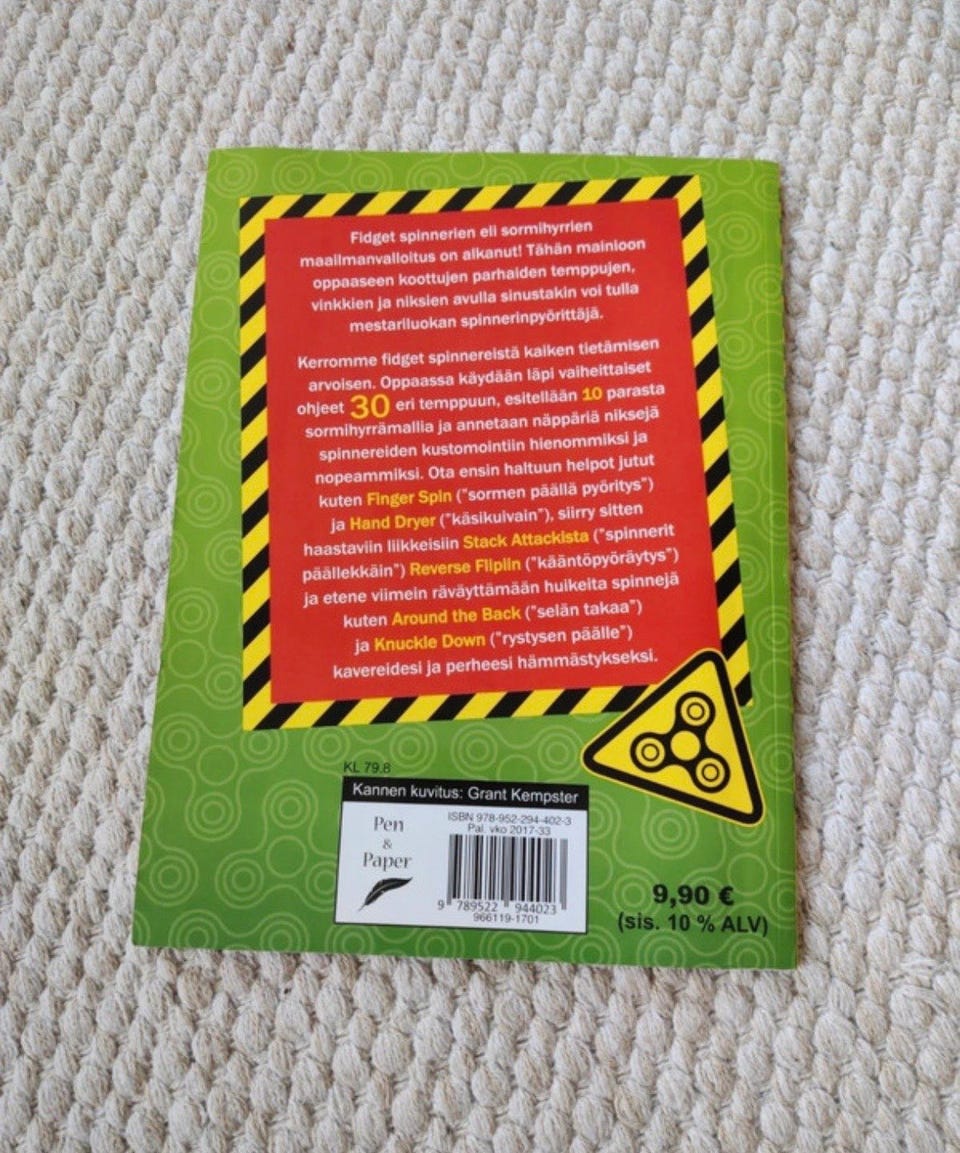 Fidget spinnerien eli sormihyrrien
maailmanvalloitus on alkanut! Tähän mainioon
oppaaseen koottujen parhaiden temppujen,
vinkkien ja niksien avulla sinustakin voi tulla
mestariluokan spinnerinpyörittäjä.
Kerromme fidget spinnereistä kaiken tietämisen
arvoisen. Oppaassa käydään läpi vaiheittaiset
ohjeet 30 eri temppuun, esitellään 10 parasta
sormihyrrämallia ja annetaan näppäriä niksejä
spinnereiden kustomointiin hienommiksi ja
nopeammiksi. Ota ensin haltuun helpot jutut
kuten Finger Spin ("sormen päällä pyöritys")
ja Hand Dryer ("käsikuivain"), siirry sitten
haastaviin liikkeisiin Stack Attackista ("spinnerit
päällekkäin") Reverse Flipiin ("kääntöpyöräytys")
ja etene viimein räväyttämään huikeita spinnejä
kuten Around the Back ("selän takaa")
ja Knuckle Down ("rystysen päälle")
kavereidesi ja perheesi hämmästykseksi.
KL 79.8
Kannen kuvitus: Grant Kempster
Pen
&
Paper
ISBN 978-952-294-402-3
Pal. vko 2017-33
9 789522 944023
966119-1701
9,90 €
(sis. 10 % ALV)